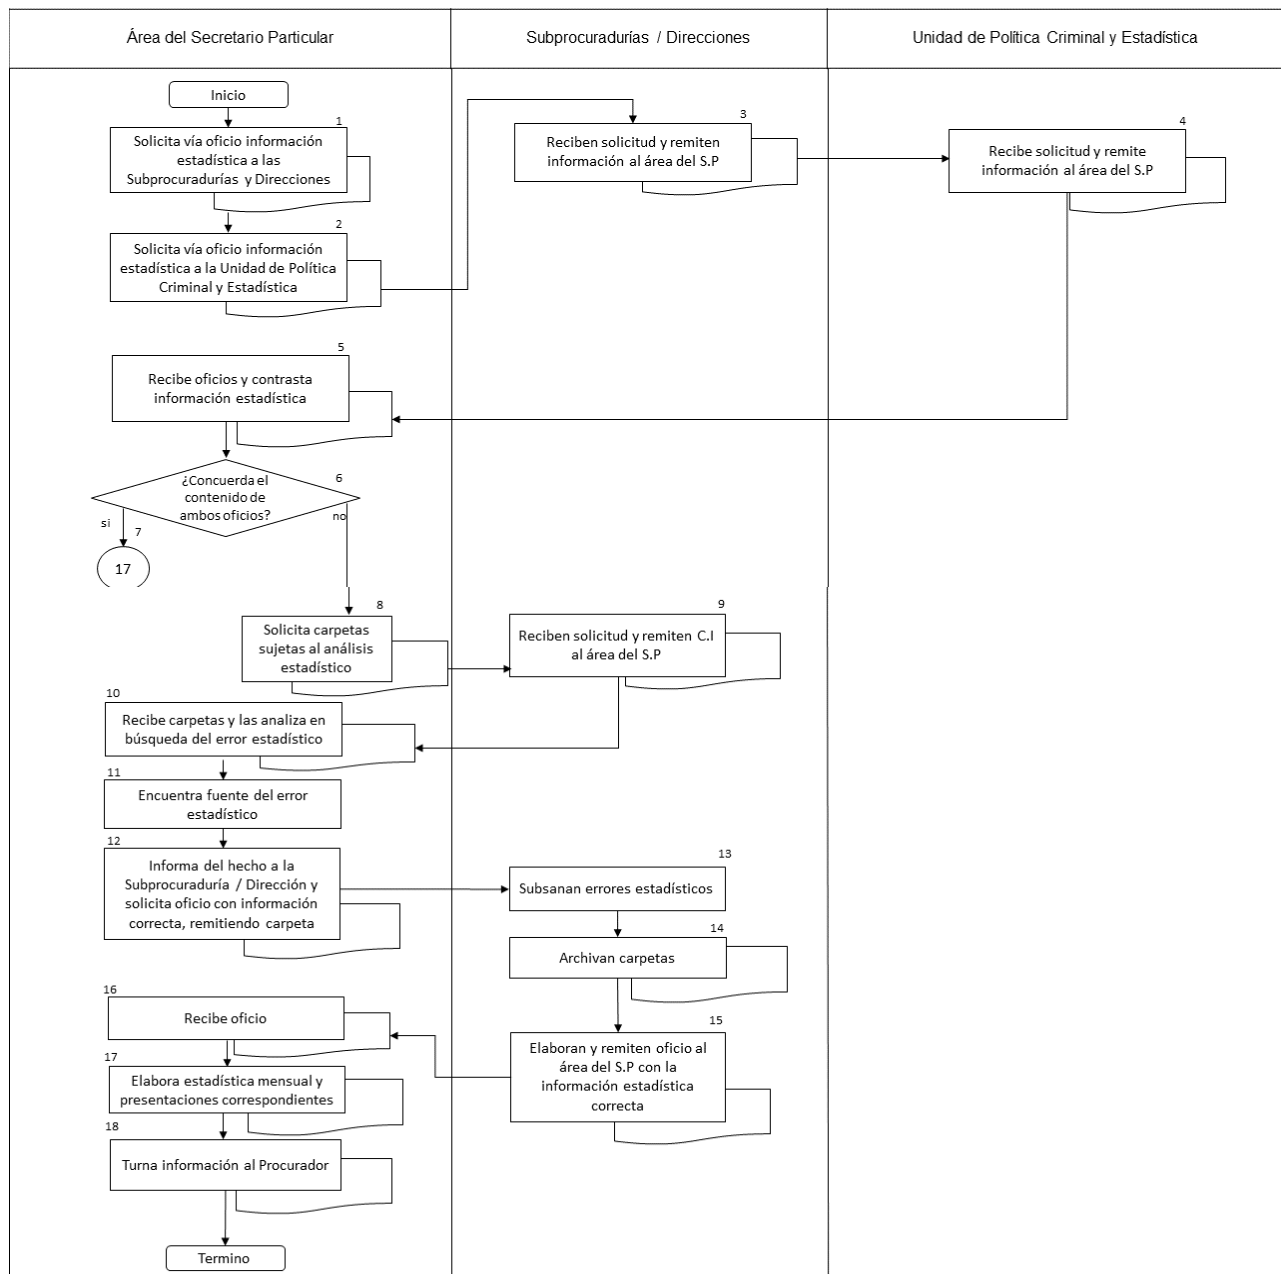 Área del Secretario Particular
Subprocuradurías / Direcciones
Unidad de Política Criminal y Estadística
Inicio
1
Solicita vía oficio información
estadística a las
Subprocuradurías y Direcciones
2
Solicita vía oficio información
estadística a la Unidad de Política
Criminal y Estadística
3
Reciben solicitud y remiten
información al área del S.P
4
Recibe solicitud y remite
información al área del S.P
5
Recibe oficios y contrasta
información estadística
6
¿Concuerda el
contenido de
ambos oficios?
si
7
no
17
8
Solicita carpetas
sujetas al análisis
estadístico
9
Reciben solicitud y remiten C.I
al área del S.P
10
Recibe carpetas y las analiza en
búsqueda del error estadístico
11
Encuentra fuente del error
estadístico
12
Informa del hecho a la
Subprocuraduría / Dirección y
solicita oficio con información
correcta, remitiendo carpeta
13
Subsanan errores estadísticos
14
Archivan carpetas
15
Elaboran y remiten oficio al
área del S.P con la
información estadística
correcta
16
Recibe oficio
17
Elabora estadística mensual y
presentaciones correspondientes
18
Turna información al Procurador
Termino